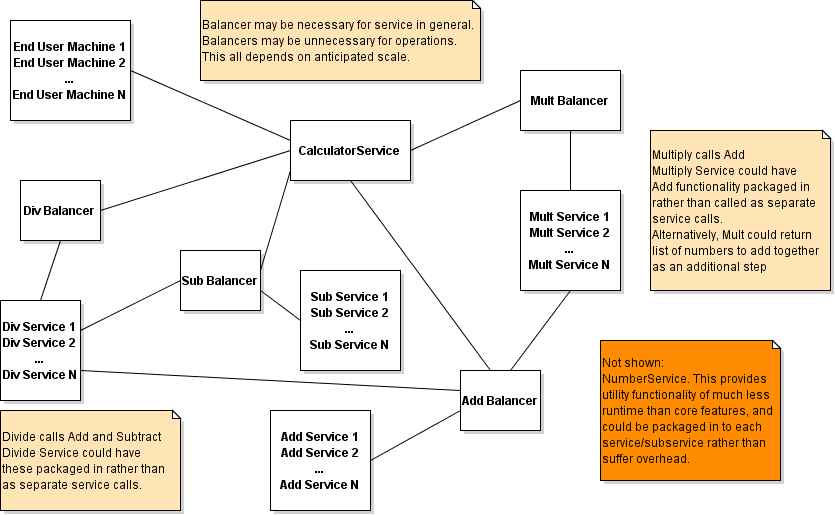 Balancer may be necessary for service in general.
Balancers may be unnecessary for operations.
This all depends on anticipated scale.
End User Machine 1
End User Machine 2
...
End User Machine N
Mult Balancer
CalculatorService
Multiply calls Add
Multiply Service could have
Add functionality packaged in
rather than called as separate
service calls.
Alternatively, Mult could return
list of numbers to add together
as an additional step
Div Balancer
Mult Service 1
Mult Service 2
...
Mult Service N
Sub Balancer
Sub Service 1
Sub Service 2
...
Sub Service N
Div Service 1
Div Service 2
...
Div Service N
Not shown:
NumberService. This provides
utility functionality of much less
runtime than core features, and
could be packaged in to each
service/subservice rather than
suffer overhead.
Add Balancer
Divide calls Add and Subtract
Divide Service could have
these packaged in rather than
as separate service calls.
Add Service 1
Add Service 2
...
Add Service N